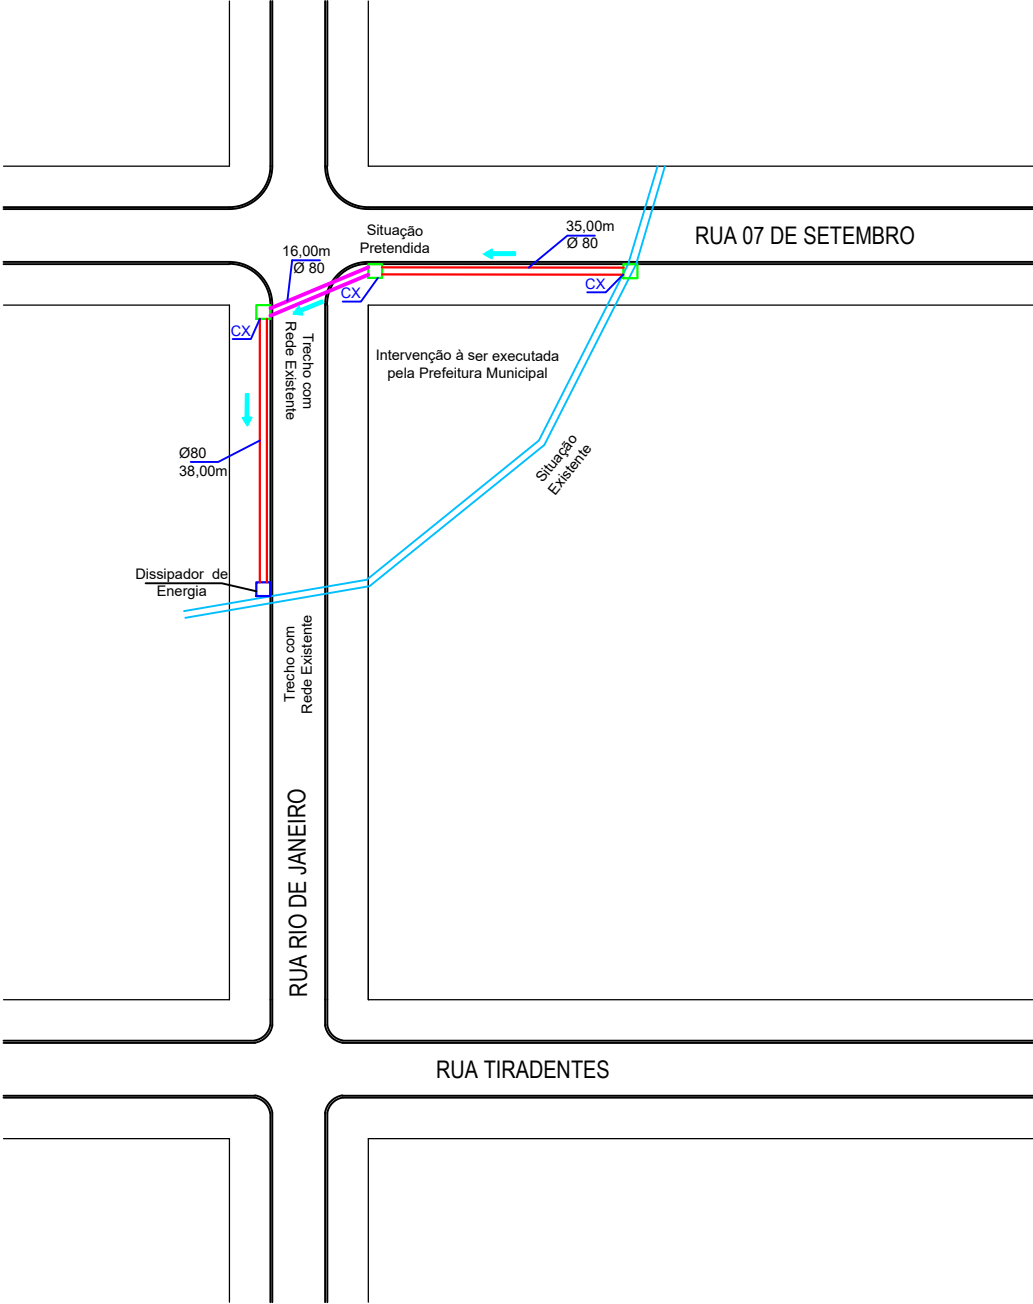 Situação
Pretendida
35,00m
Ø 80
RUA 07 DE SETEMBRO
16,00m
Ø 80
CX
CX
CX
Trecho com
Rede Existente
Intervenção à ser executada
pela Prefeitura Municipal
Ø80
38,00m
Situação
Existente
Dissipador de
Energia
Trecho com
Rede Existente
RUA RIO DE JANEIRO
RUA TIRADENTES